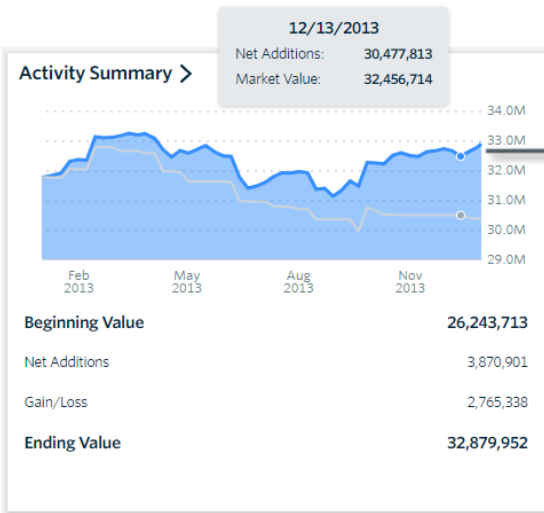 12/13/2013
Net Additions: 30,477,813
Market Value: 32,456,714
Activity Summary >
34.0M
33.0M
32.0M
31.0M
30.0M
29.0M
Feb May Aug Nov
2013 2013 2013 2013
Beginning Value 26,243,713
Net Additions 3,870,901
Gain/Loss 2,765,338
Ending Value 32,879,952